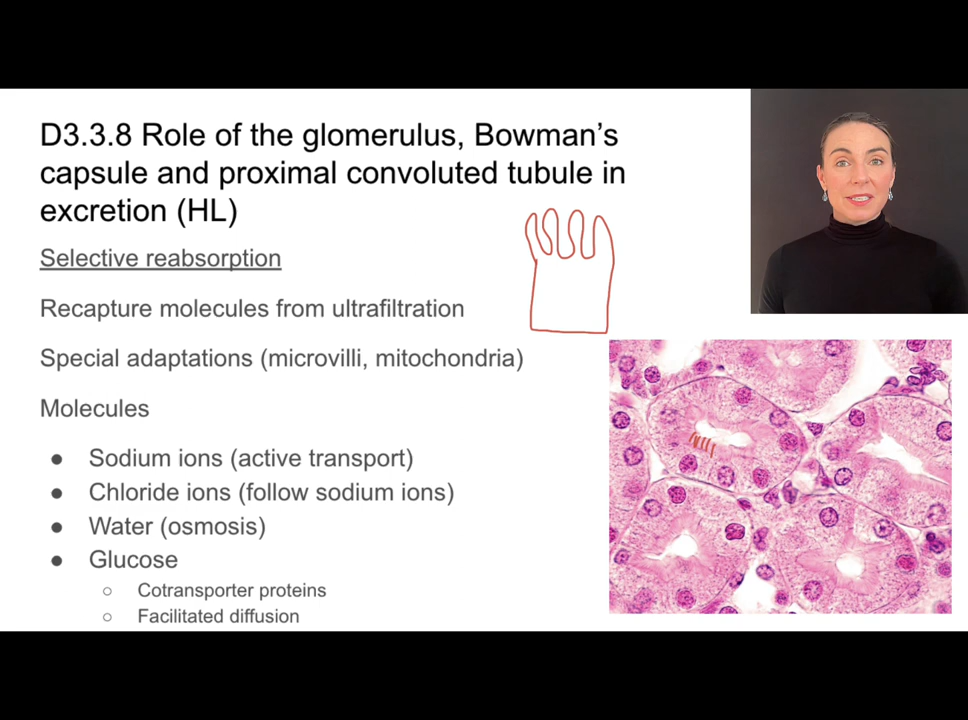 D3.3.8 Role of the glomerulus, Bowman’s
capsule and proximal convoluted tubule in
excretion (HL)
Selective reabsorption
Recapture molecules from ultrafiltration
Special adaptations (microvilli, mitochondria)
Molecules
● Sodium ions (active transport)
● Chloride ions (follow sodium ions)
● Water (osmosis)
● Glucose
○ Cotransporter proteins
○ Facilitated diffusion